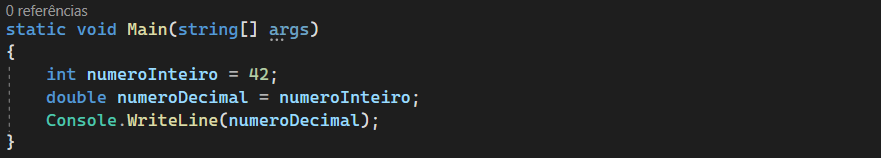 0 referências
static void Main(string[] args)
{
    int numeroInteiro = 42;
    double numeroDecimal = numeroInteiro;
    Console.WriteLine(numeroDecimal);
}